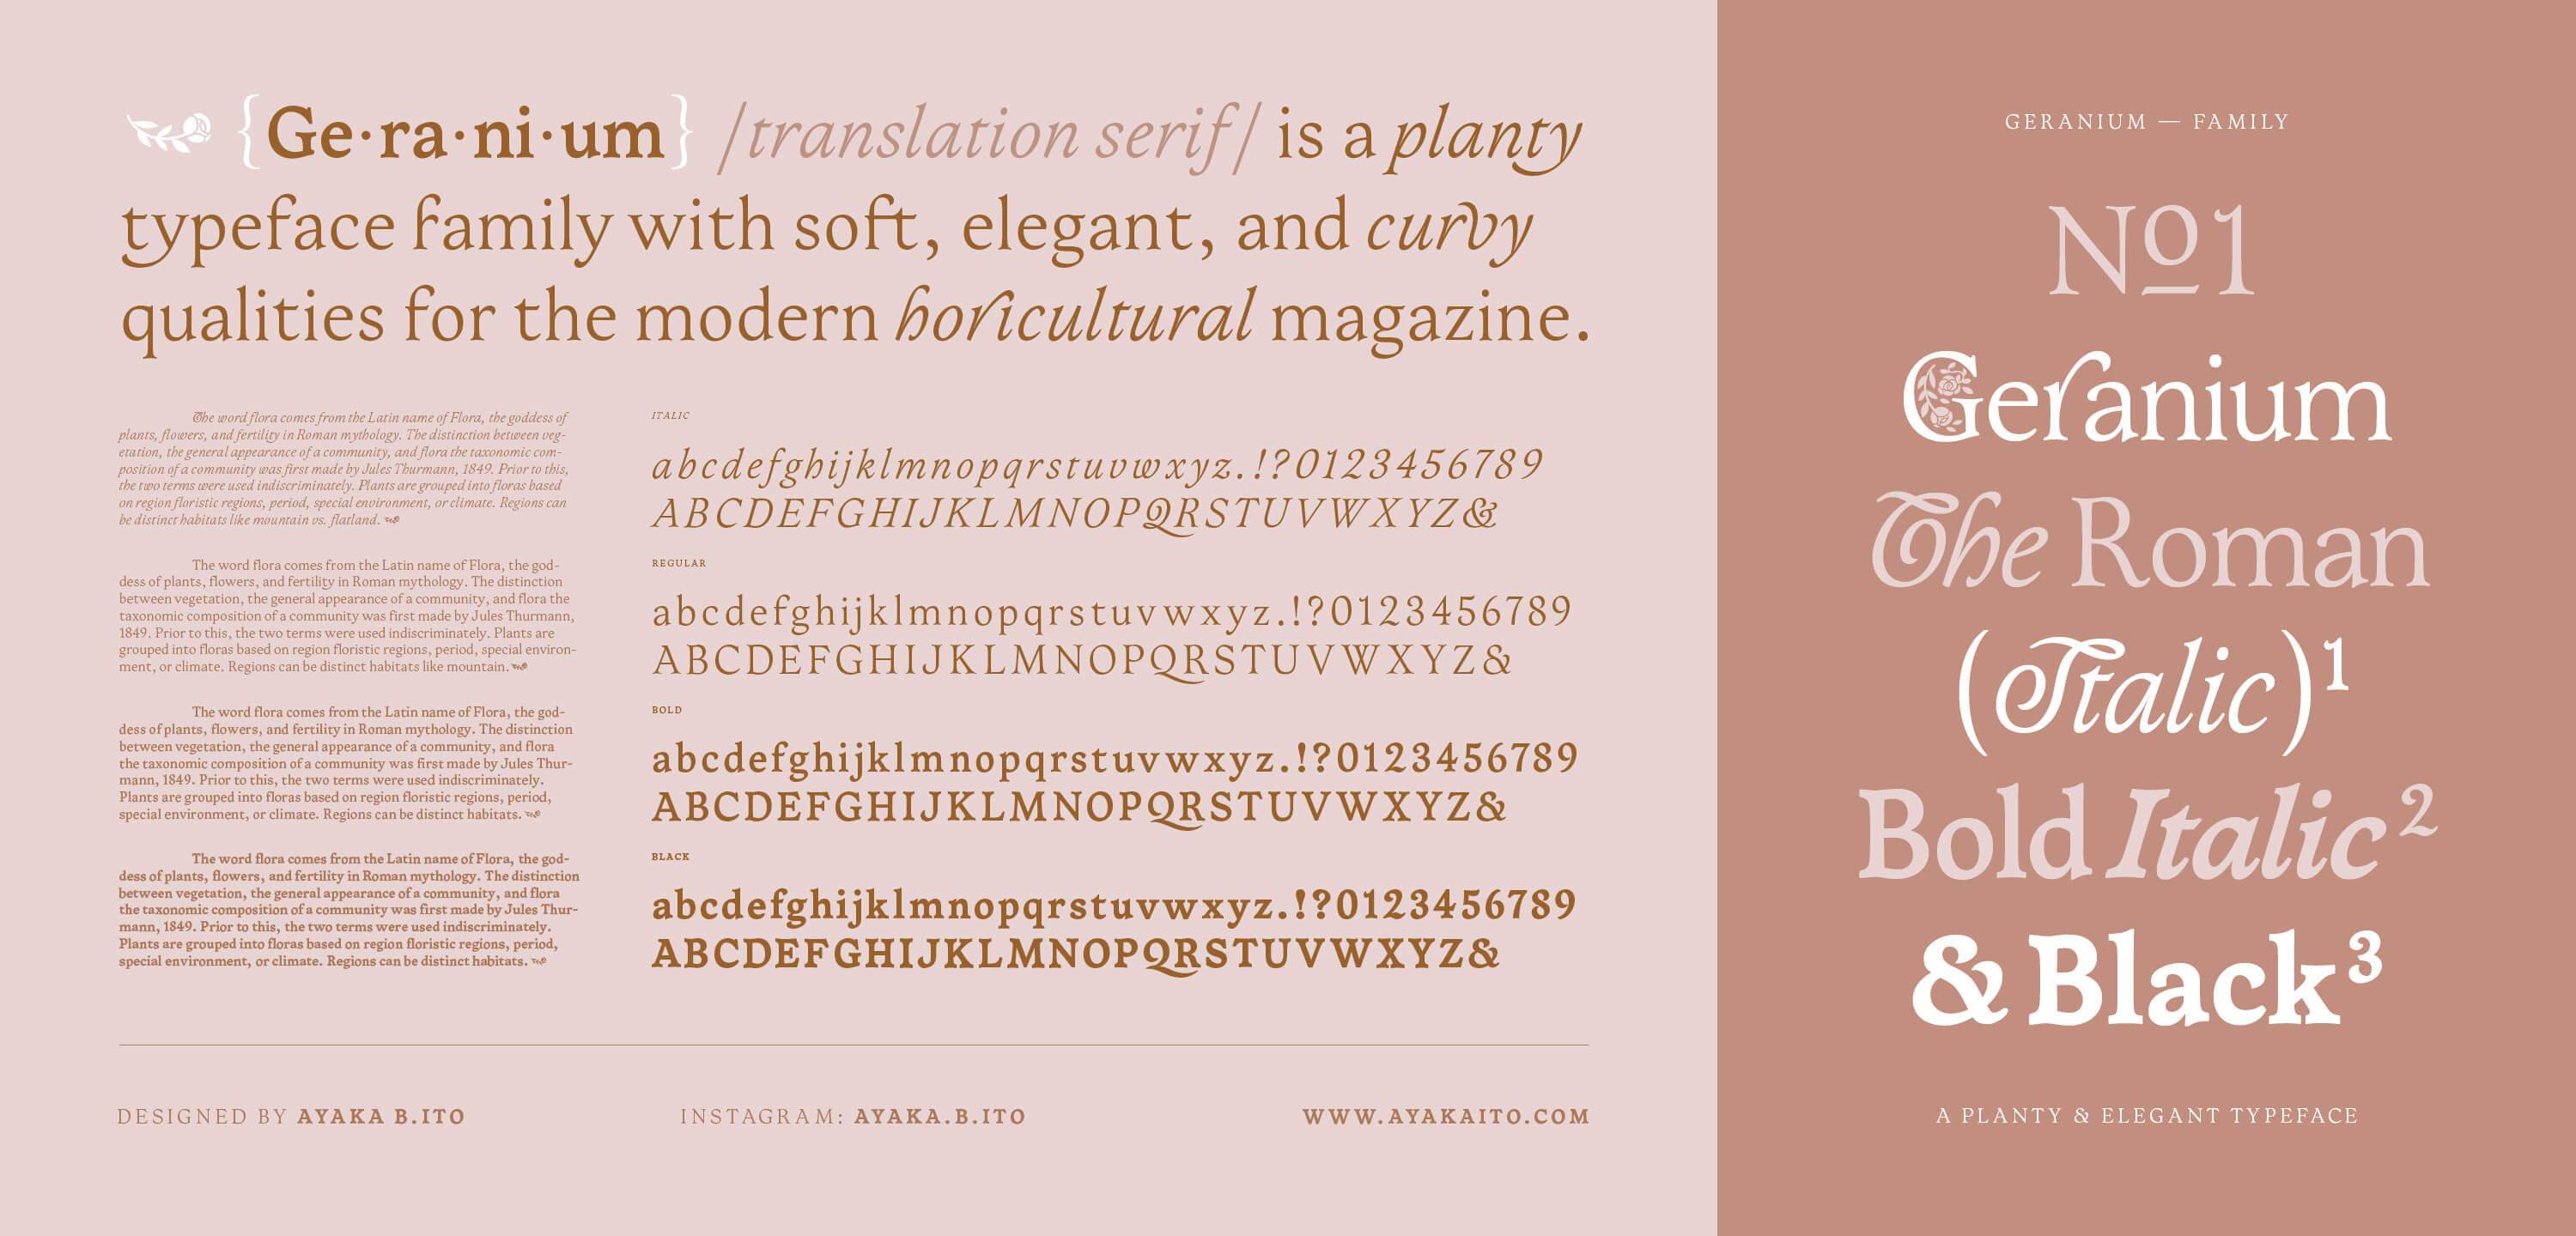 {Ge·ra·ni·um} /translation serif/ is a planty
typeface family with soft, elegant, and curvy
qualities for the modern horicultural magazine.
The word flora comes from the Latin name of Flora, the goddess of
plants, flowers, and fertility in Roman mythology. The distinction between veg-
etation, the general appearance of a community, and flora the taxonomic com-
position of a community was first made by Jules Thurmann, 1849. Prior to this,
the two terms were used indiscriminately. Plants are grouped into floras based
on region floristic regions, period, special environment, or climate. Regions can
be distinct habitats like mountain vs. flatland.
The word flora comes from the Latin name of Flora, the god-
dess of plants, flowers, and fertility in Roman mythology. The distinction
between vegetation, the general appearance of a community, and flora the
taxonomic composition of a community was first made by Jules Thurmann,
1849. Prior to this, the two terms were used indiscriminately. Plants are
grouped into floras based on region floristic regions, period, special environ-
ment, or climate. Regions can be distinct habitats like mountain.
The word flora comes from the Latin name of Flora, the god-
dess of plants, flowers, and fertility in Roman mythology. The distinction
between vegetation, the general appearance of a community, and flora
the taxonomic composition of a community was first made by Jules Thur-
mann, 1849. Prior to this, the two terms were used indiscriminately.
Plants are grouped into floras based on region floristic regions, period,
special environment, or climate. Regions can be distinct habitats.
The word flora comes from the Latin name of Flora, the god-
dess of plants, flowers, and fertility in Roman mythology. The distinction
between vegetation, the general appearance of a community, and flora
the taxonomic composition of a community was first made by Jules Thur-
mann, 1849. Prior to this, the two terms were used indiscriminately.
Plants are grouped into floras based on region floristic regions, period,
special environment, or climate. Regions can be distinct habitats.
ITALIC
abcdefghijklmnopqrstuvwxyz.!?0123456789
ABCDEFGHIJKLMNOPQRSTUVWXYZ&
REGULAR
abcdefghijklmnopqrstuvwxyz.!?0123456789
ABCDEFGHIJKLMNOPQRSTUVWXYZ&
BOLD
abcdefghijklmnopqrstuvwxyz.!?0123456789
ABCDEFGHIJKLMNOPQRSTUVWXYZ&
BLACK
abcdefghijklmnopqrstuvwxyz.!?0123456789
ABCDEFGHIJKLMNOPQRSTUVWXYZ&
DESIGNED BY AYAKA B.ITO
INSTAGRAM: AYAKA.B.ITO
WWW.AYAKAITO.COM
GERANIUM — FAMILY
Nº1
Geranium
The Roman
(Italic)¹
Bold Italic²
& Black³
A PLANTY & ELEGANT TYPEFACE